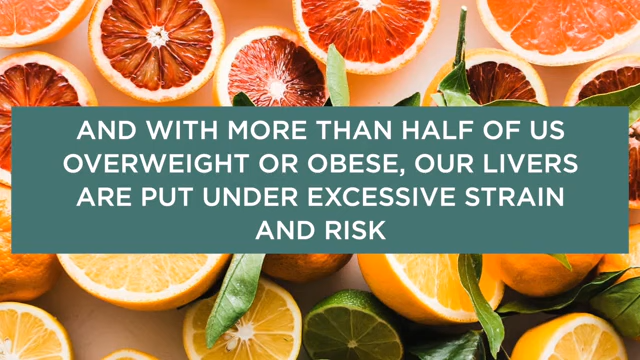 AND WITH MORE THAN HALF OF US
OVERWEIGHT OR OBESE, OUR LIVERS
ARE PUT UNDER EXCESSIVE STRAIN
AND RISK